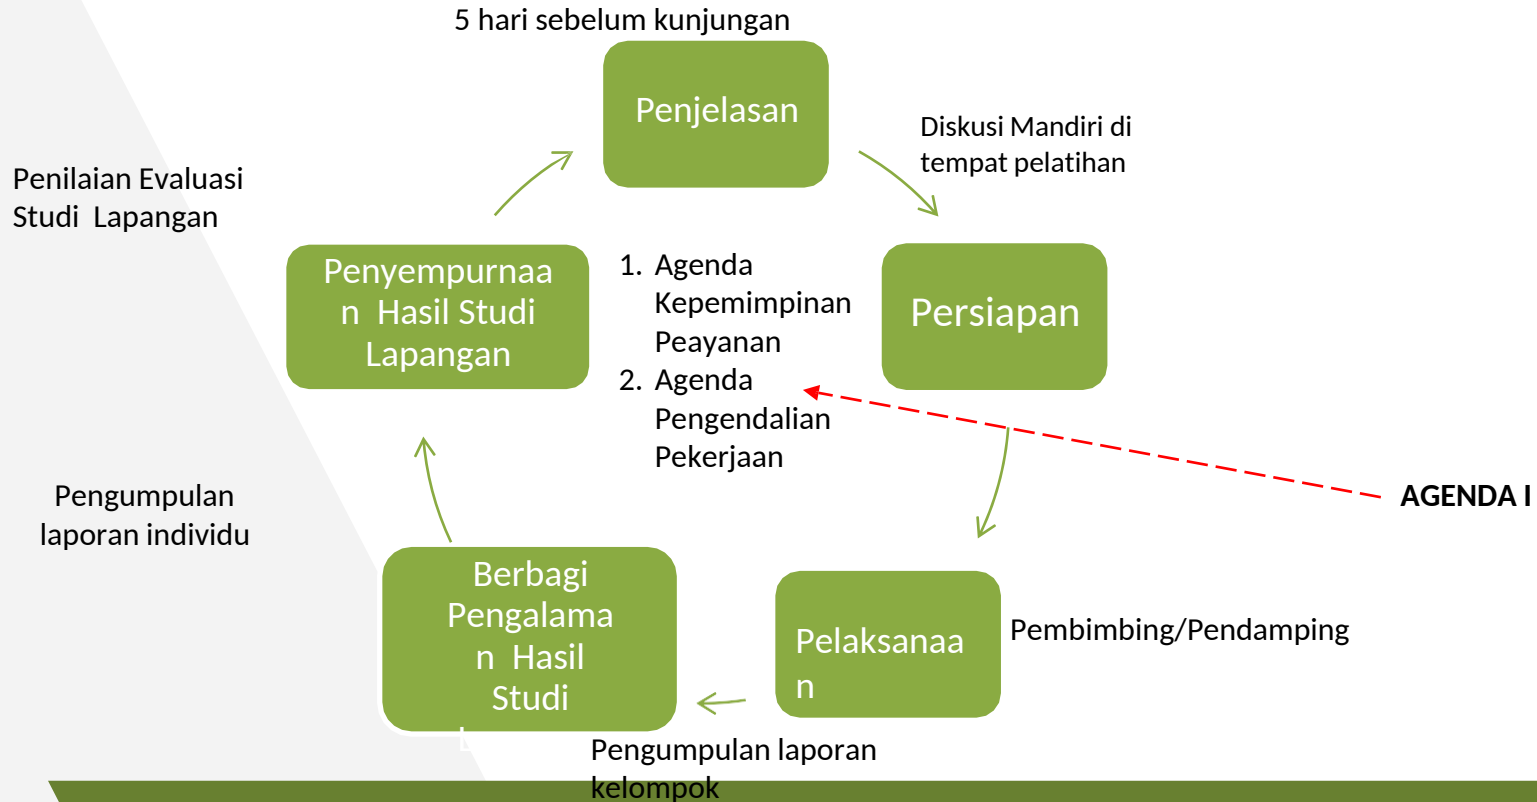 5 hari sebelum kunjungan
Penjelasan
Diskusi Mandiri di
tempat pelatihan
Penilaian Evaluasi
Studi Lapangan
Penyempurnaa
n Hasil Studi
Lapangan
1. Agenda
Kepemimpinan
Peayanan
2. Agenda
Pengendalian
Pekerjaan
Persiapan
AGENDA I
Pengumpulan
laporan individu
Berbagi
Pengalama
n Hasil
Studi
Pelaksanaa
n
Pembimbing/Pendamping
Pengumpulan laporan
kelompok